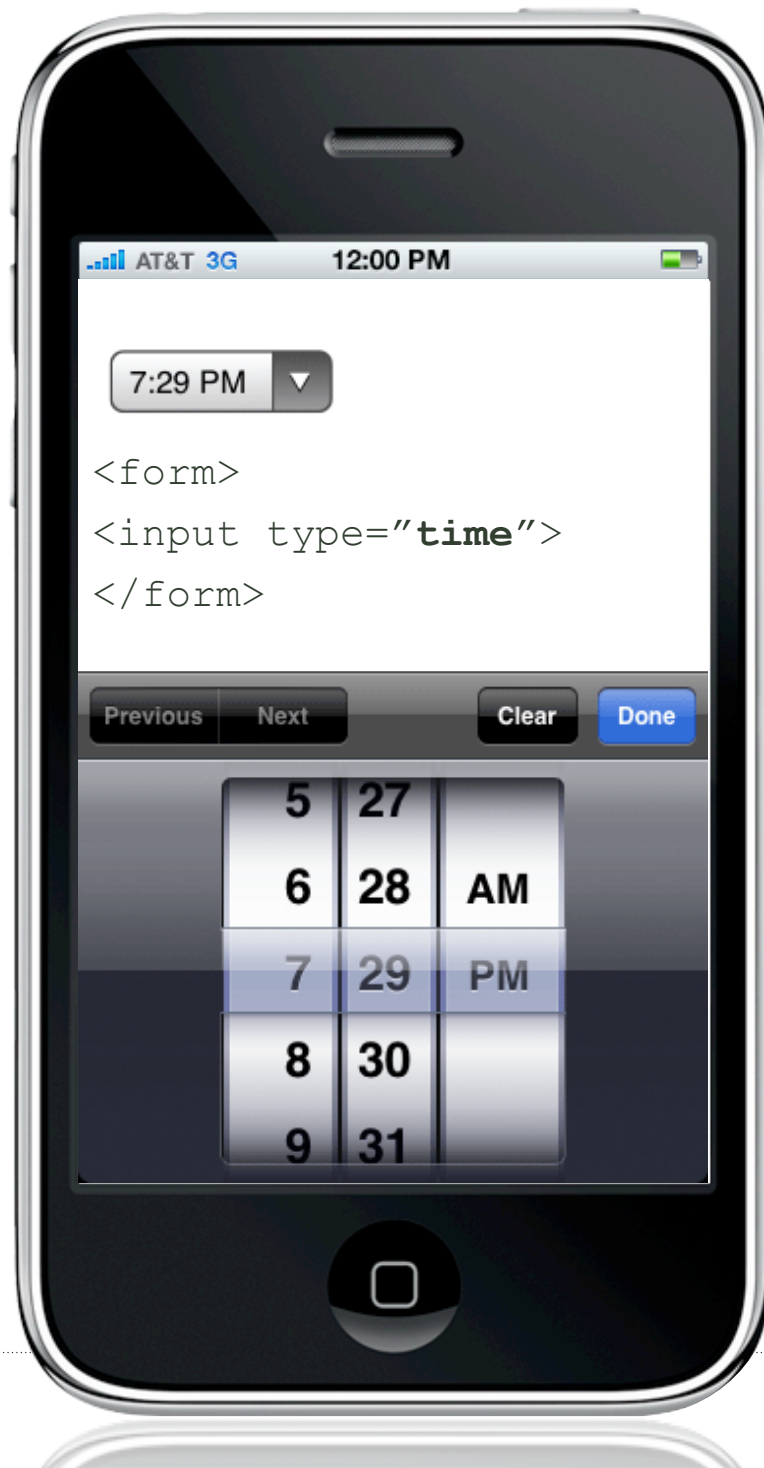 AT&T 3G 12:00 PM
7:29 PM
<form>
<input type=”time”>
</form>
Previous Next Clear Done
5 27
6 28 AM
7 29 PM
8 30
9 31